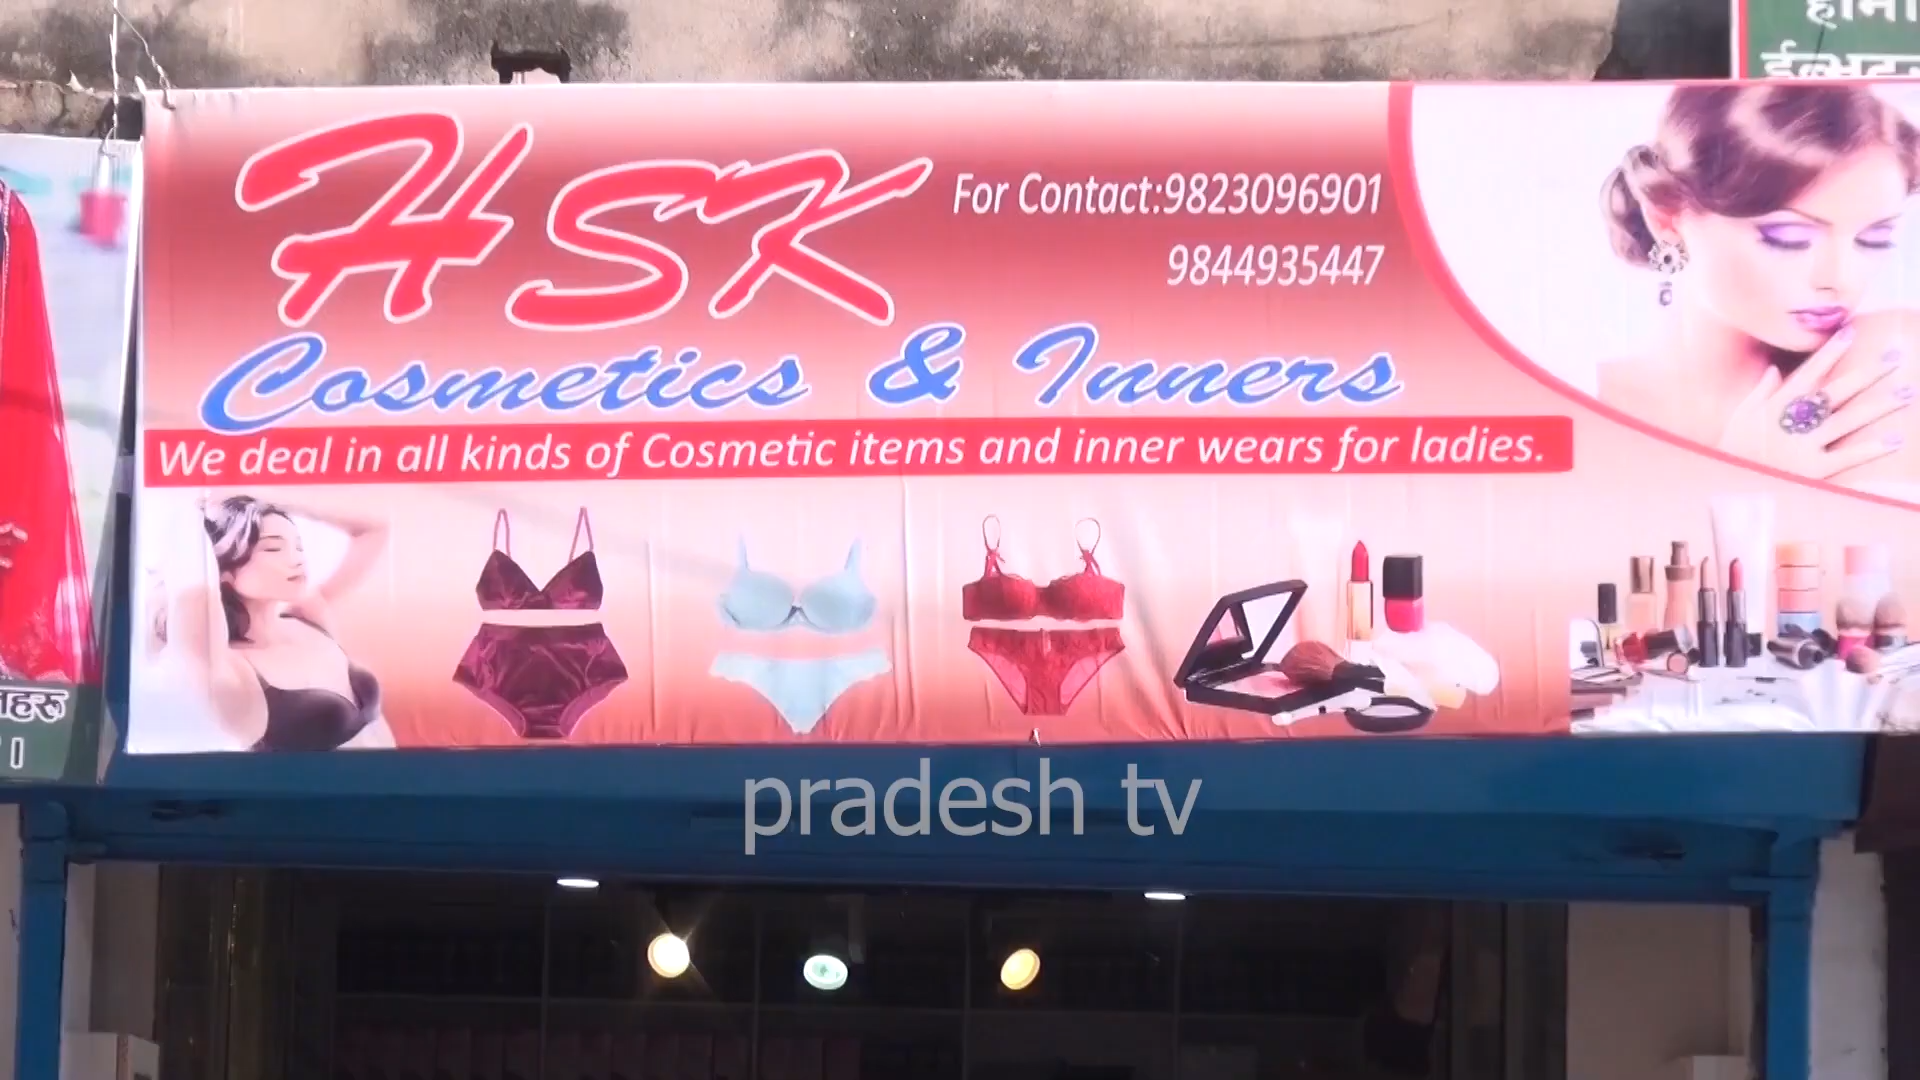 HSK
For Contact:9823096901
9844935447
Cosmetics & Inners
We deal in all kinds of Cosmetic items and inner wears for ladies.
pradesh tv